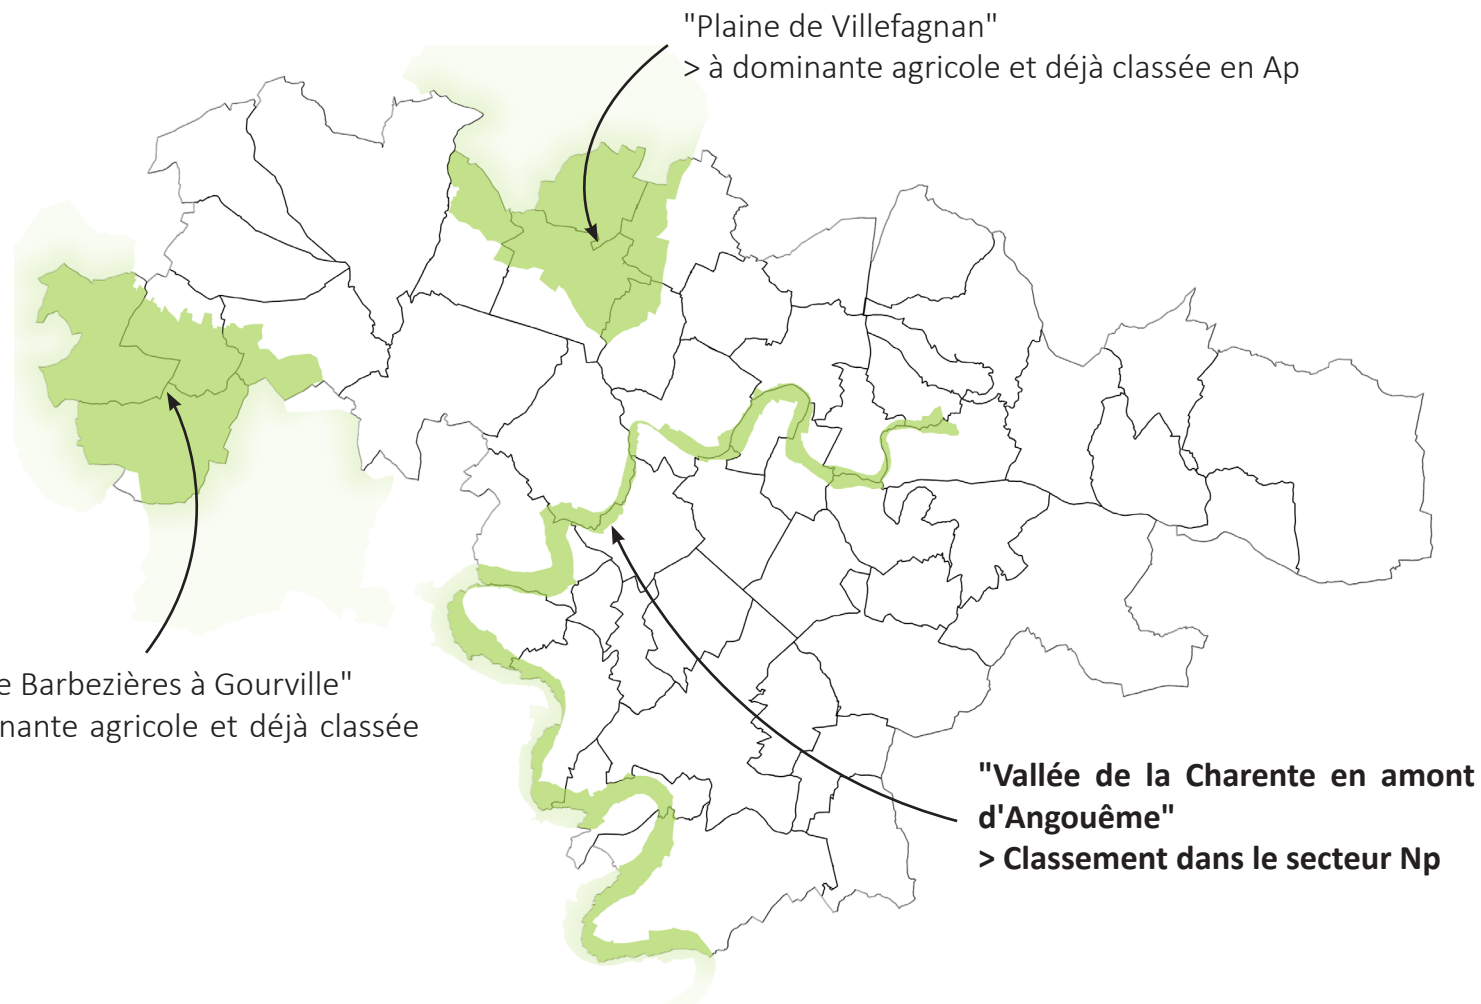 "Plaine de Villefagnan"
> à dominante agricole et déjà classée en Ap
e Barbezières à Gourville"
nante agricole et déjà classée
"Vallée de la Charente en amont
d'Angouême"
> Classement dans le secteur Np